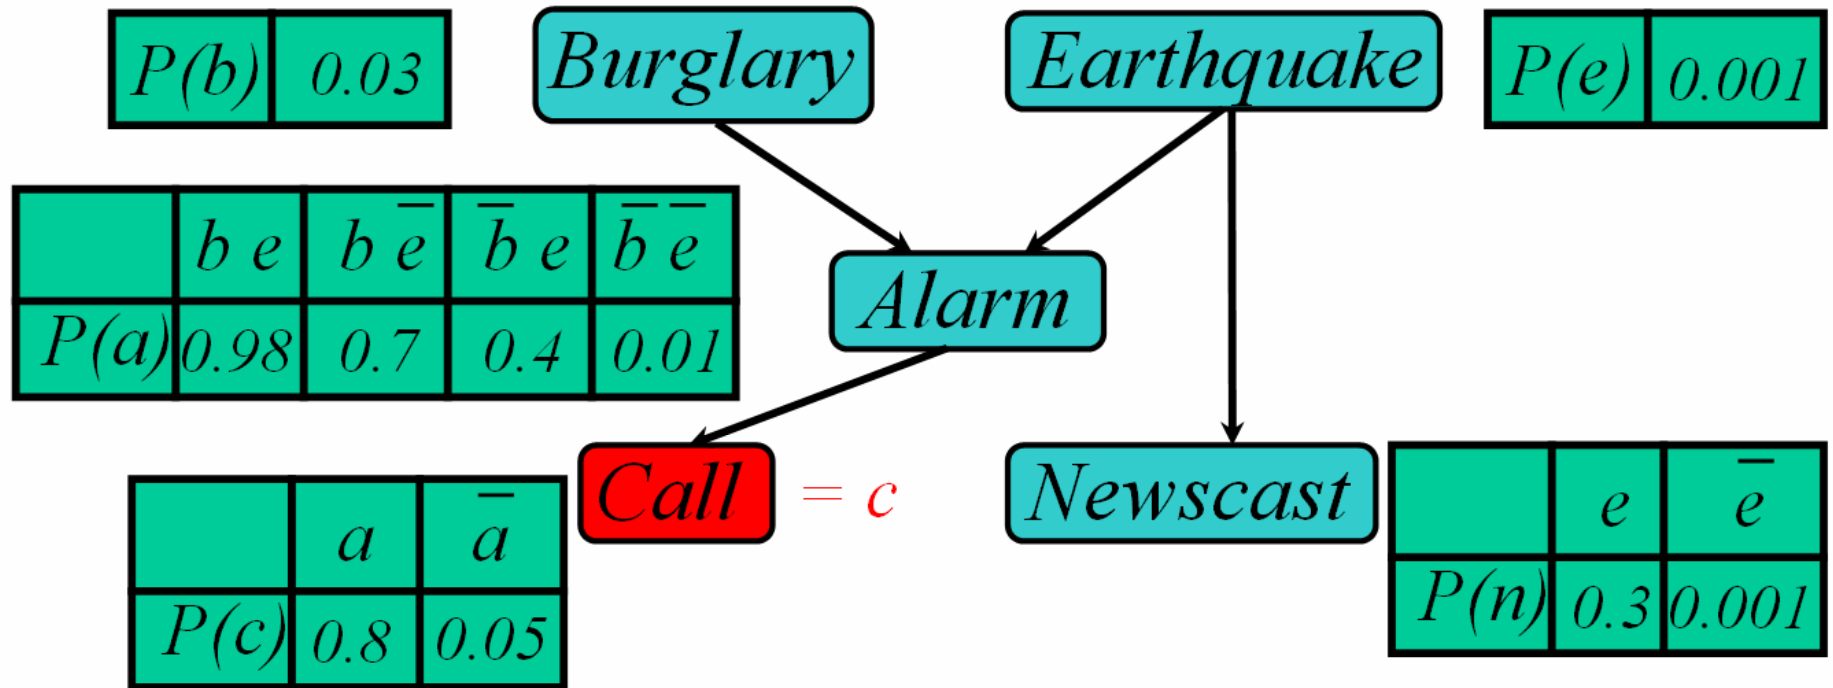 P(b) 0.03
Burglary
Earthquake
P(e) 0.001
b e b e̅ b̅ e b̅ e̅
P(a) 0.98 0.7 0.4 0.01
Alarm
Call = c
Newscast
a a̅
P(c) 0.8 0.05
e e̅
P(n) 0.3 0.001